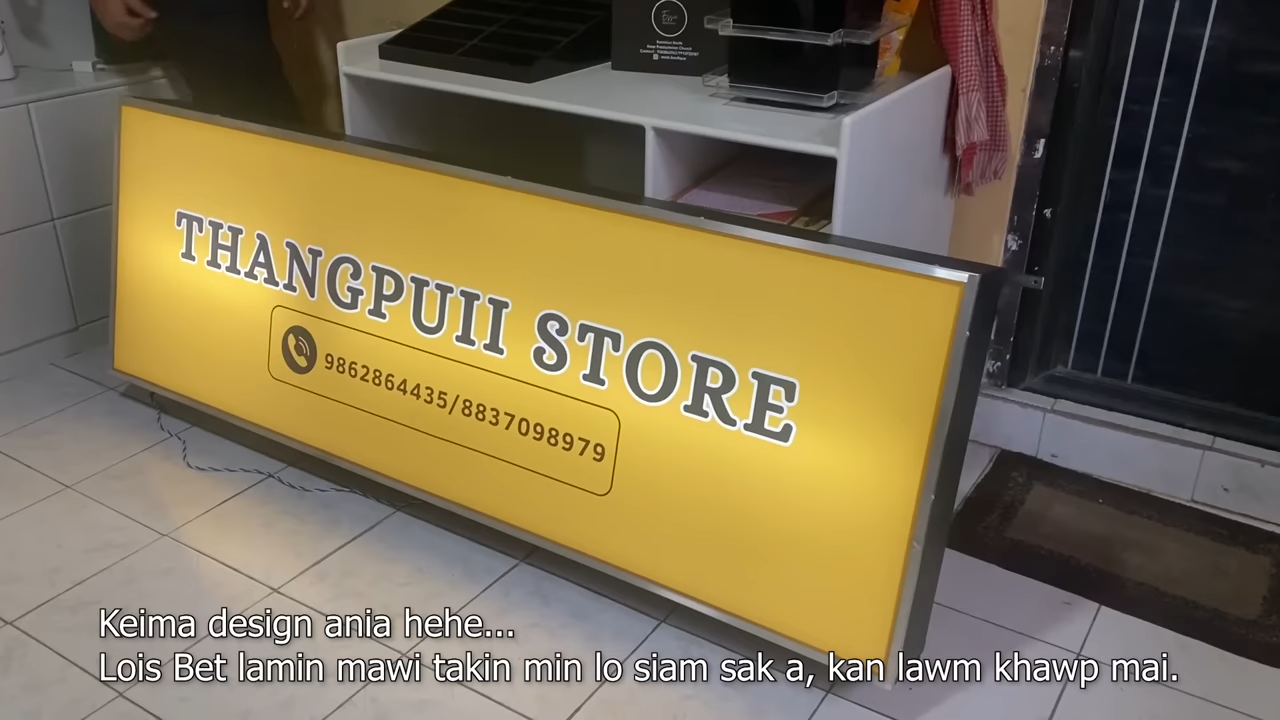 THANGPUII STORE
9862864435/8837098979
Keima design ania hehe...
Lois Bet lamin mawi takin min lo siam sak a, kan lawm khawp mai.